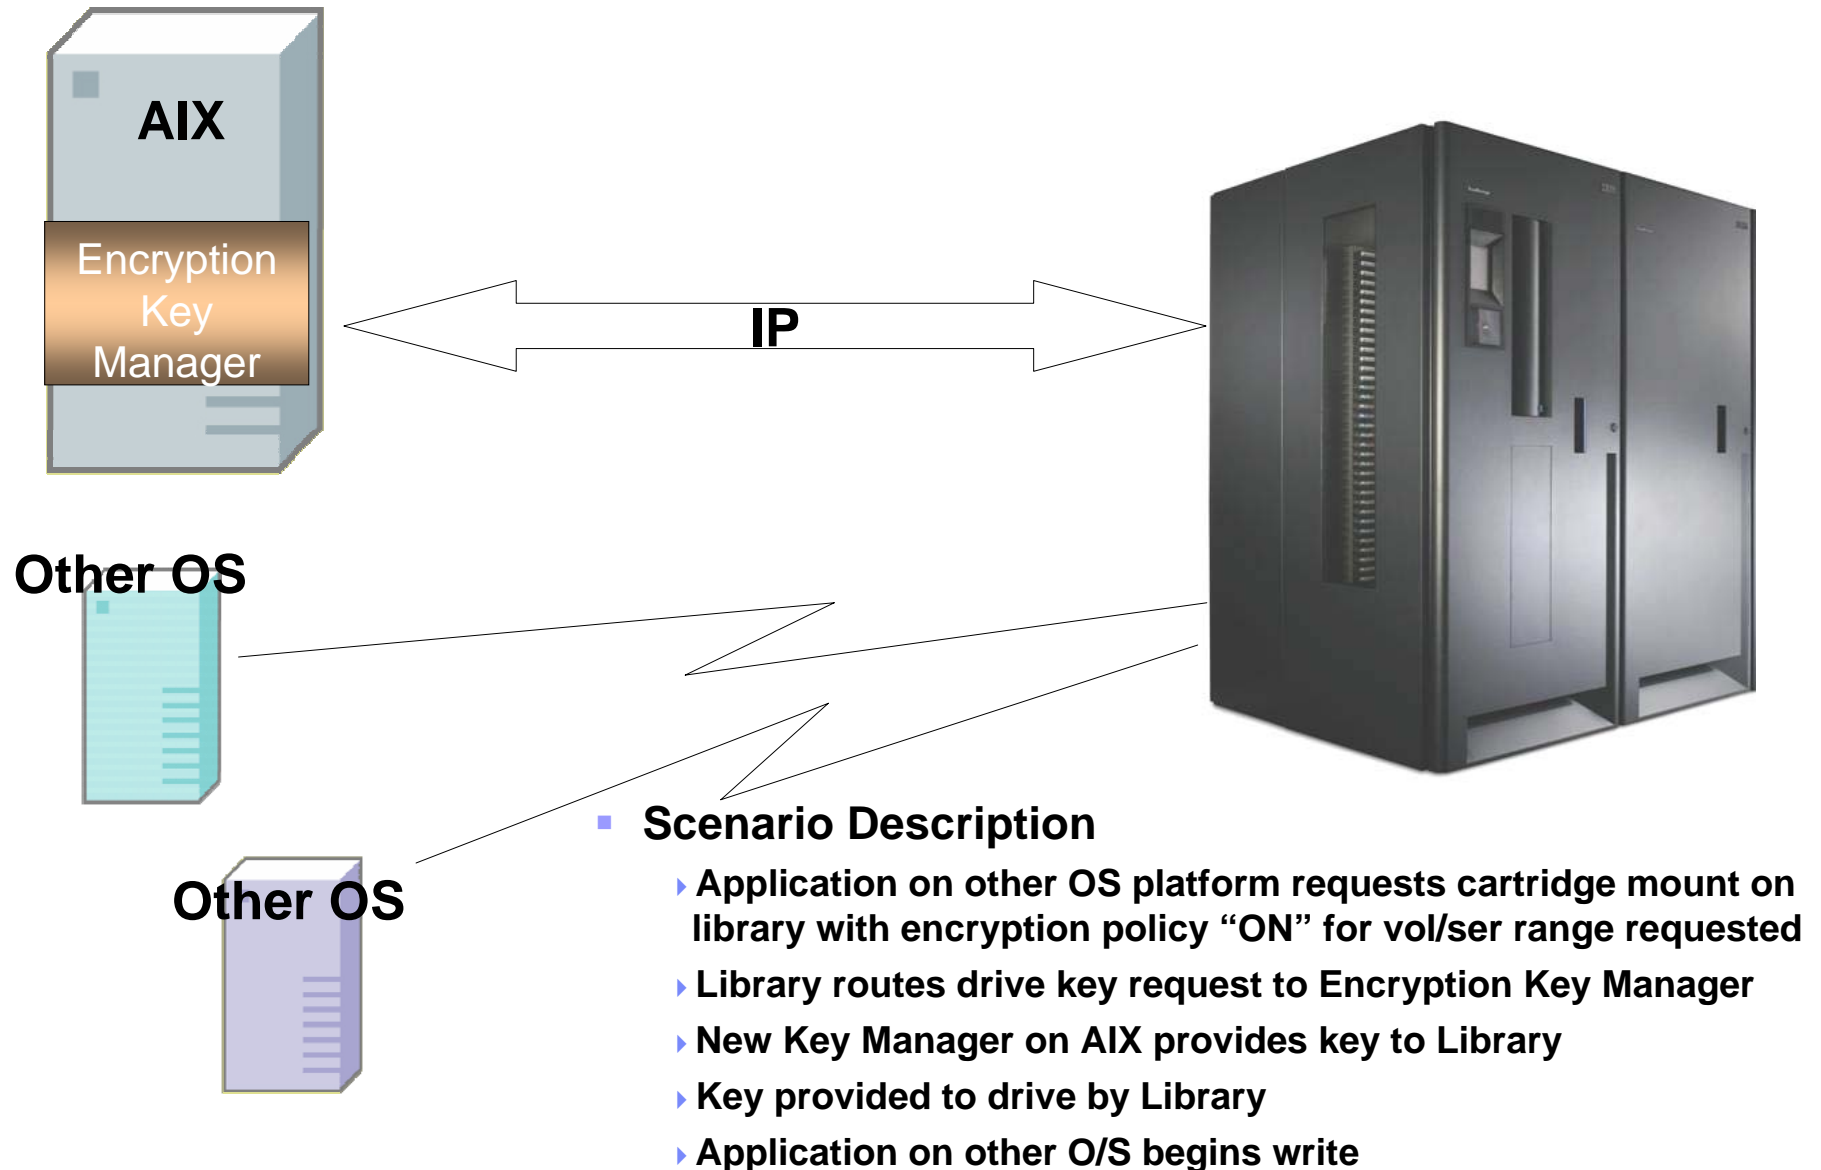 AIX
Encryption
Key
Manager
IP
Other OS
Other OS
Scenario Description
Application on other OS platform requests cartridge mount on
library with encryption policy “ON” for vol/ser range requested
Library routes drive key request to Encryption Key Manager
New Key Manager on AIX provides key to Library
Key provided to drive by Library
Application on other O/S begins write